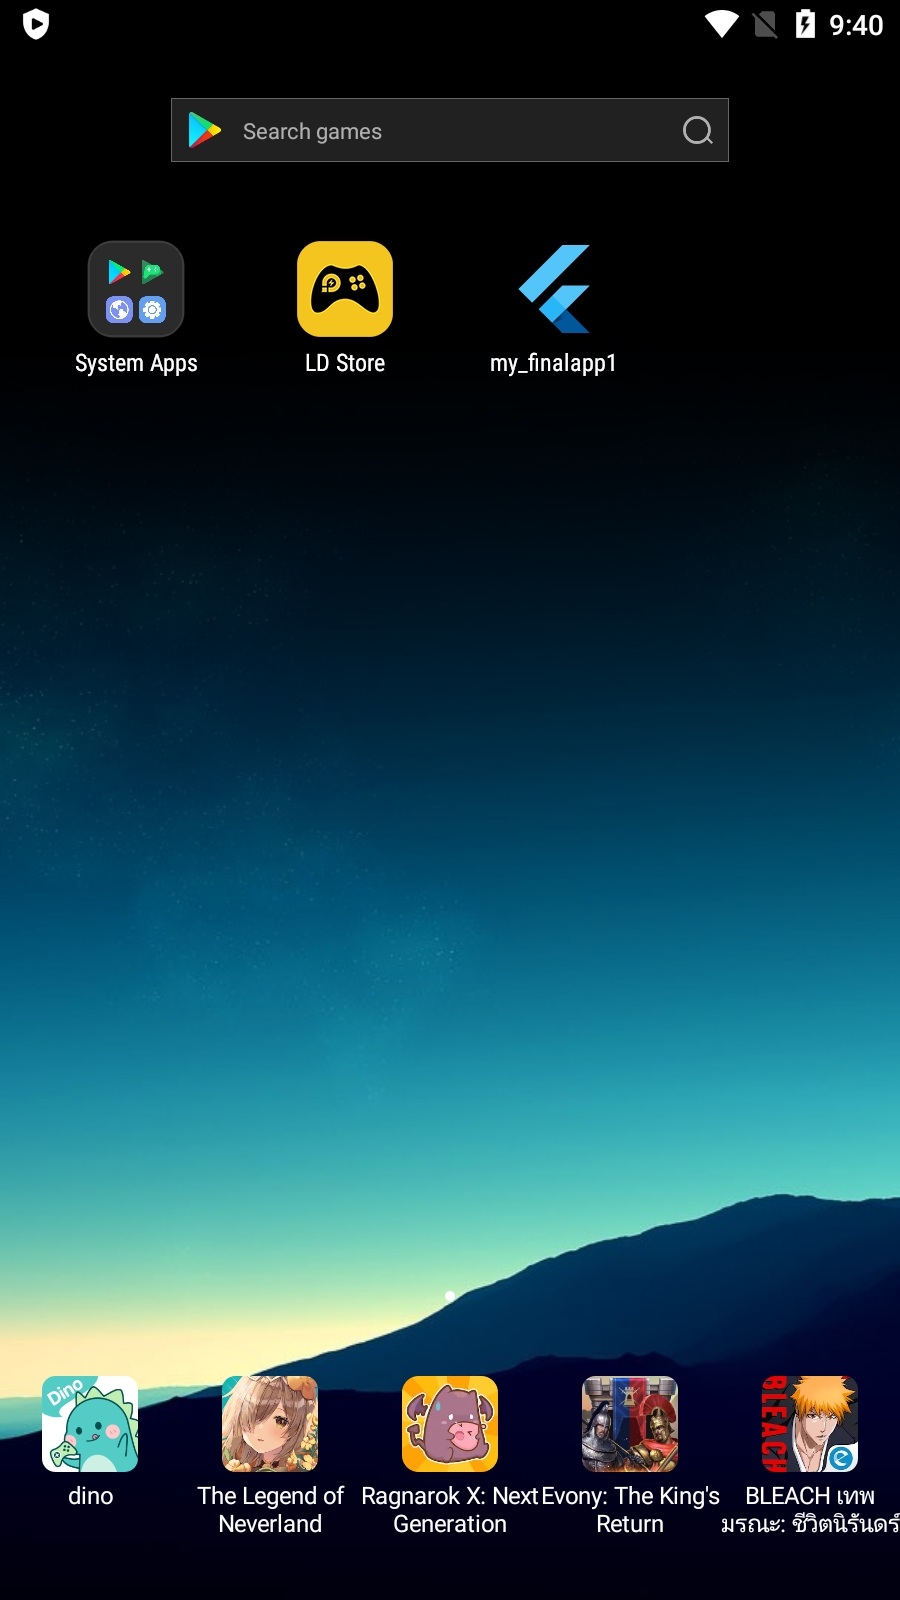 9:40
Search games
System Apps
LD Store
my_finalapp1
Dino
BLEACH
dino
The Legend of
Neverland
Ragnarok X: Next
Generation
Evony: The King's
Return
BLEACH เทพ
มรณะ: ชีวิตนิรันดร์